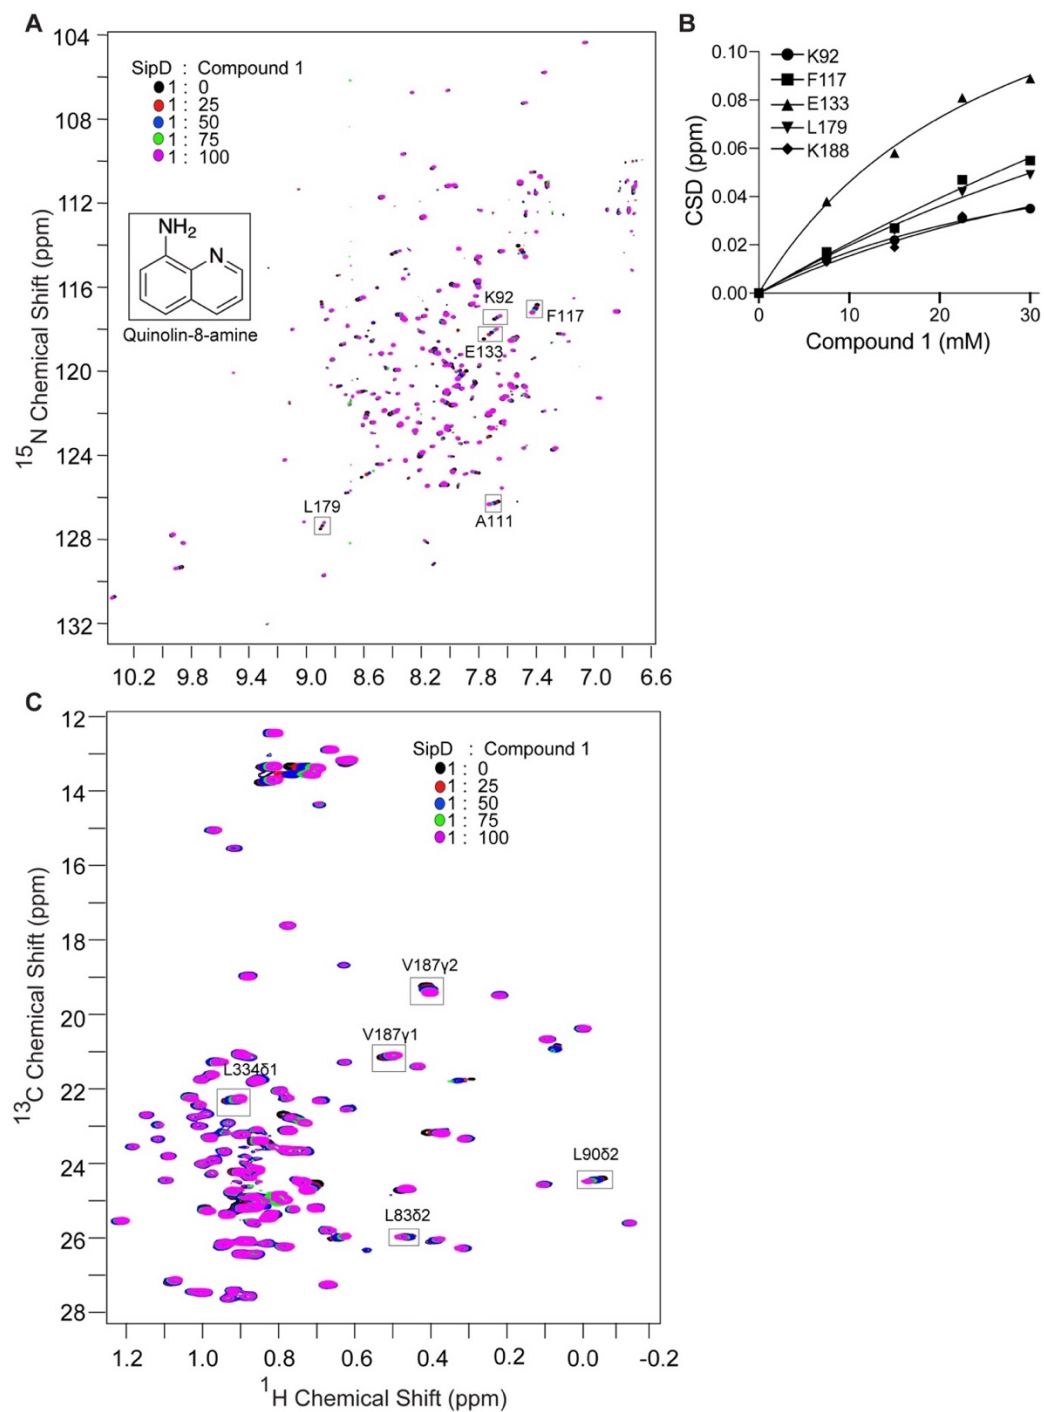 A
104
108
112
116
120
124
128
132
15N Chemical Shift (ppm)
SipD : Compound 1
1 : 0
1 : 25
1 : 50
1 : 75
1 : 100
NH2
N
Quinolin-8-amine
K92
F117
E133
L179
A111
10.2 9.8 9.4 9.0 8.6 8.2 7.8 7.4 7.0 6.6
B
0.10
0.08
0.06
0.04
0.02
0.00
CSD (ppm)
K92
F117
E133
L179
K188
0 10 20 30
Compound 1 (mM)
C
12
14
16
18
20
22
24
26
28
13C Chemical Shift (ppm)
SipD : Compound 1
1 : 0
1 : 25
1 : 50
1 : 75
1 : 100
V187γ2
V187γ1
L334δ1
L90δ2
L83δ2
1.2 1.0 0.8 0.6 0.4 0.2 0.0 -0.2
1H Chemical Shift (ppm)